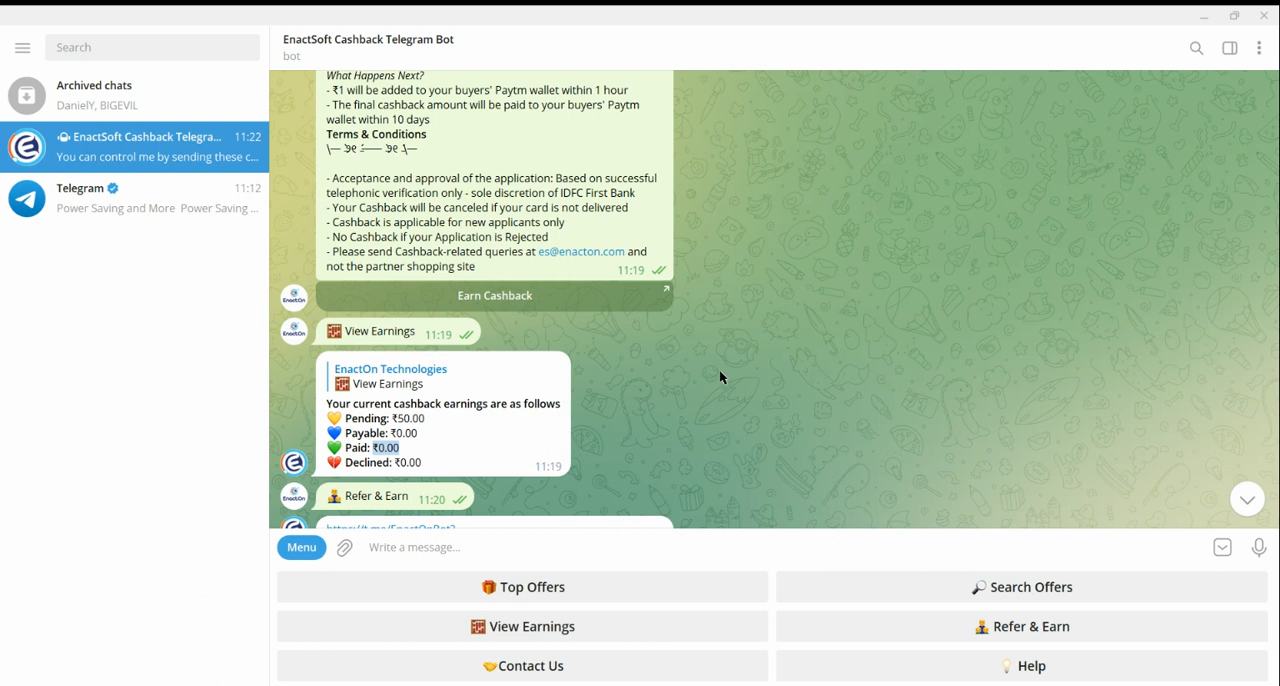 Search
Archived chats
DanielY, BIGEVIL
EnactSoft Cashback Telegra... 11:22
You can control me by sending these c...
Telegram 11:12
Power Saving and More Power Saving ...
EnactSoft Cashback Telegram Bot
bot
What Happens Next?
- ₹1 will be added to your buyers' Paytm wallet within 1 hour
- The final cashback amount will be paid to your buyers' Paytm
wallet within 10 days
Terms & Conditions
- Acceptance and approval of the application: Based on successful
telephonic verification only - sole discretion of IDFC First Bank
- Your Cashback will be canceled if your card is not delivered
- Cashback is applicable for new applicants only
- No Cashback if your Application is Rejected
- Please send Cashback-related queries at es@enacton.com and
not the partner shopping site 11:19
Earn Cashback
View Earnings 11:19
EnactOn Technologies
View Earnings
Your current cashback earnings are as follows
Pending: ₹50.00
Payable: ₹0.00
Paid: ₹0.00
Declined: ₹0.00 11:19
Refer & Earn 11:20
https://t.me/EnactOnBot?
Menu
Write a message...
Top Offers
Search Offers
View Earnings
Refer & Earn
Contact Us
Help